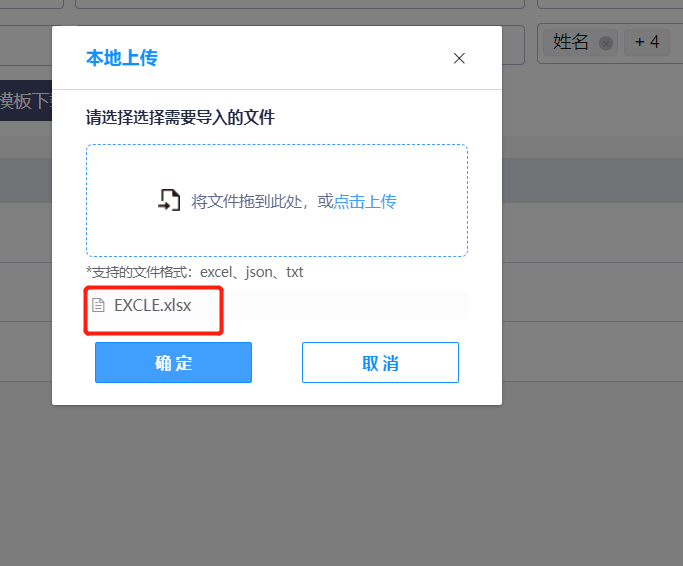 姓名
+ 4
模板下
本地上传
请选择选择需要导入的文件
将文件拖到此处，或点击上传
*支持的文件格式：excel、json、txt
EXCLE.xlsx
确定
取消